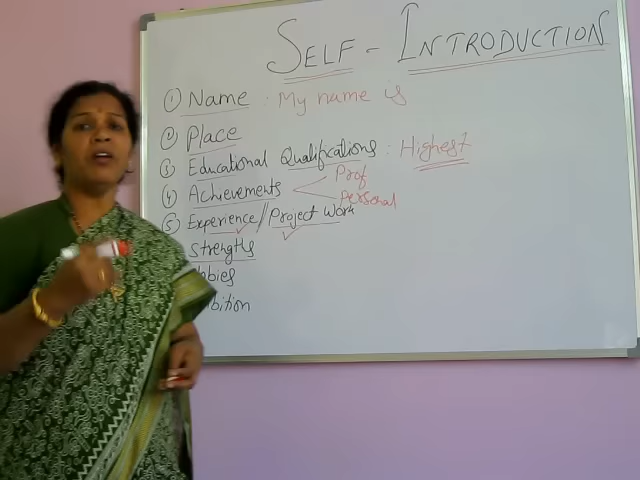 SELF - INTRODUCTION
① Name : My name is
② Place
③ Educational Qualifications : Highest
④ Achievements Prof
Personal
⑤ Experience // Project Work
Strengths
bbies
bition